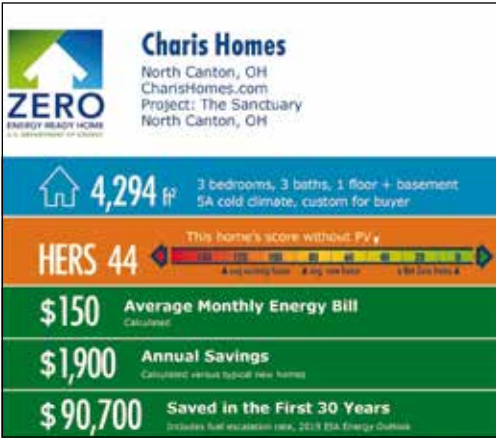 Charis Homes
North Canton, OH
CharisHomes.com
Project: The Sanctuary
North Canton, OH
ZERO
ENERGY READY HOME
U.S. DEPARTMENT OF ENERGY
4,294 ft²
3 bedrooms, 3 baths, 1 floor + basement
5A cold climate, custom for buyer
HERS 44
This home's score without PV
$150 Average Monthly Energy Bill
Calculated
$1,900 Annual Savings
Calculated versus typical new homes
$90,700 Saved in the First 30 Years
Includes fuel escalation rate, 2019 EIA Energy Outlook